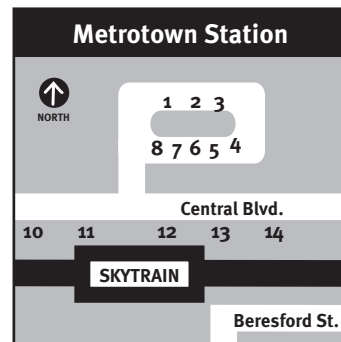 Metrotown Station
NORTH
1 2 3
8 7 6 5 4
Central Blvd.
10 11 12 13 14
SKYTRAIN
Beresford St.